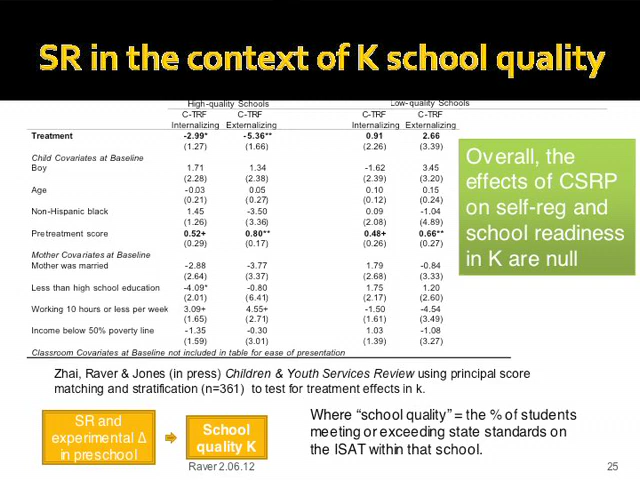 SR in the context of K school quality
High-quality Schools Low-quality Schools
C-TRF C-TRF C-TRF C-TRF
Internalizing Externalizing Internalizing Externalizing
Treatment -2.99* -5.36** 0.91 2.66
(1.27) (1.66) (2.26) (3.39)
Child Covariates at Baseline
Boy 1.71 1.34 -1.62 3.45
(2.28) (2.38) (2.39) (3.20)
Age -0.03 0.05 0.10 0.15
(0.21) (0.27) (0.12) (0.24)
Non-Hispanic black 1.45 -3.50 0.09 -1.04
(1.26) (3.36) (2.08) (4.89)
Pretreatment score 0.52+ 0.80** 0.48+ 0.66**
(0.29) (0.17) (0.26) (0.27)
Mother Covariates at Baseline
Mother was married -2.88 -3.77 1.79 -0.84
(2.64) (3.37) (2.68) (3.33)
Less than high school education -4.09* -0.80 1.75 1.20
(2.01) (6.41) (2.17) (2.60)
Working 10 hours or less per week 3.09+ 4.55+ -1.50 -4.54
(1.65) (2.71) (1.61) (3.49)
Income below 50% poverty line -1.35 -0.30 1.03 -1.08
(1.59) (3.01) (1.39) (3.27)
Classroom Covariates at Baseline not included in table for ease of presentation
Overall, the
effects of CSRP
on self-reg and
school readiness
in K are null
Zhai, Raver & Jones (in press) Children & Youth Services Review using principal score
matching and stratification (n=361) to test for treatment effects in k.
SR and
experimental Δ
in preschool
School
quality K
Where “school quality” = the % of students
meeting or exceeding state standards on
the ISAT within that school.
Raver 2.06.12
25